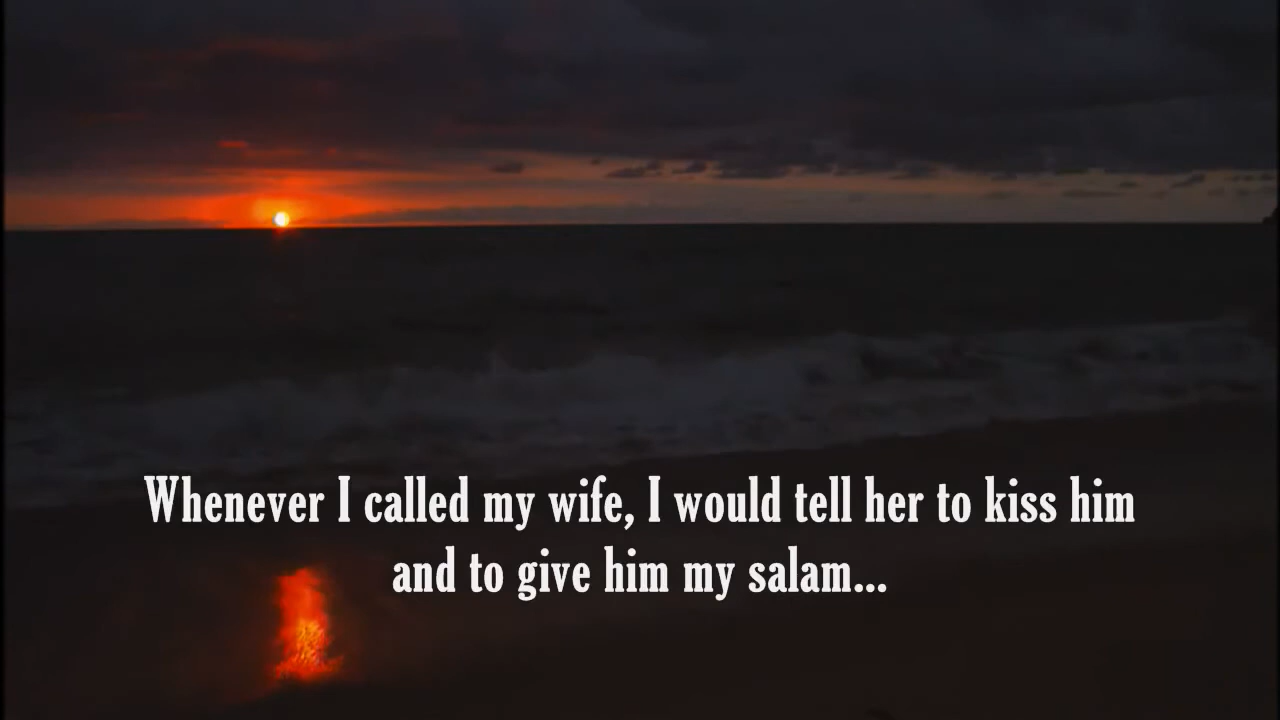 Whenever I called my wife, I would tell her to kiss him
and to give him my salam...